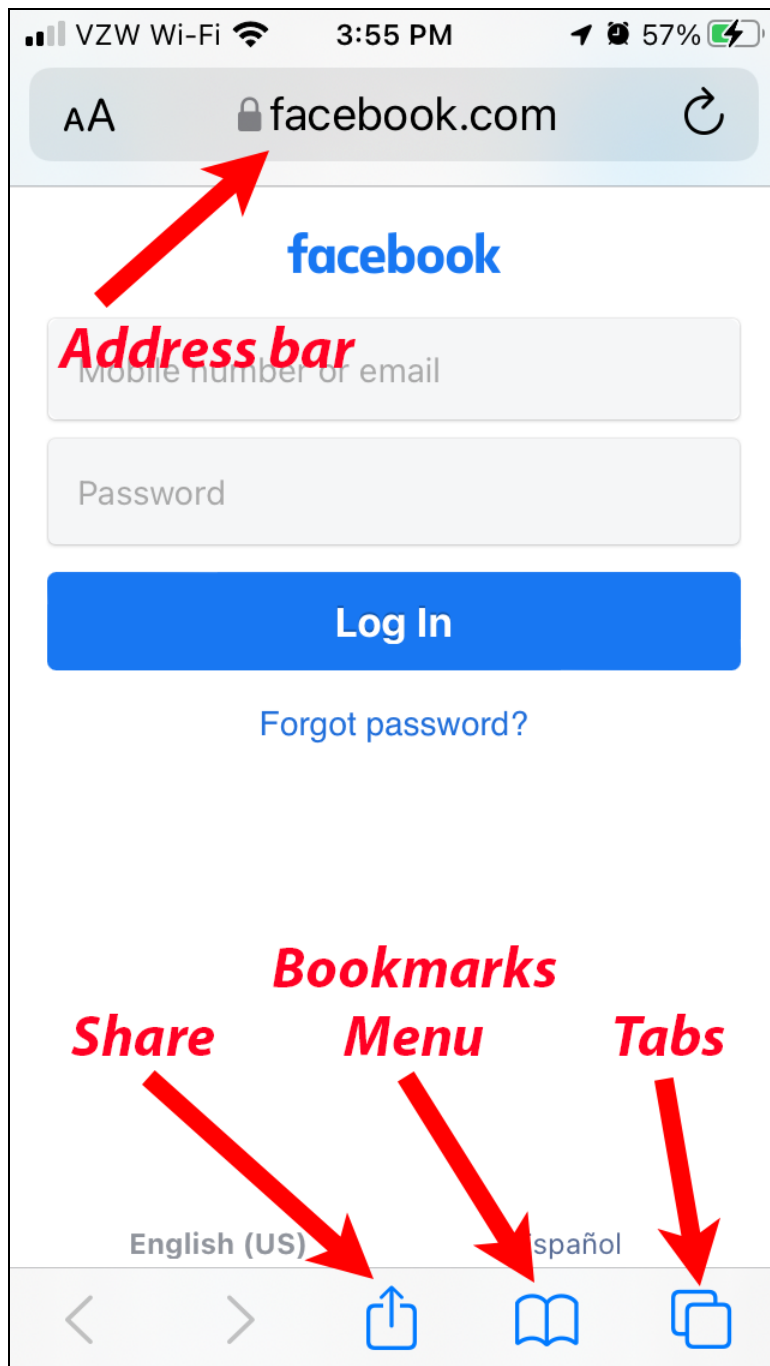 VZW Wi-Fi 3:55 PM 57%
AA facebook.com
facebook
Address bar
Mobile number or email
Password
Log In
Forgot password?
Bookmarks
Share Menu Tabs
English (US) spañol